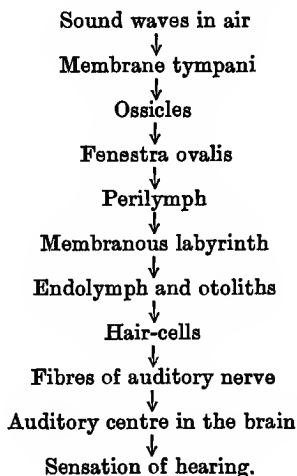 Sound waves in air
↓
Membrane tympani
↓
Ossicles
↓
Fenestra ovalis
↓
Perilymph
↓
Membranous labyrinth
↓
Endolymph and otoliths
↓
Hair-cells
↓
Fibres of auditory nerve
↓
Auditory centre in the brain
↓
Sensation of hearing.